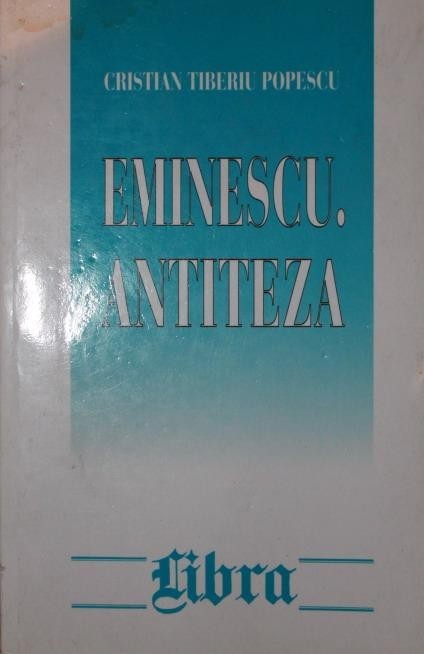 CRISTIAN TIBERIU POPESCU
EMINESCU.
ANTITEZA
Libra